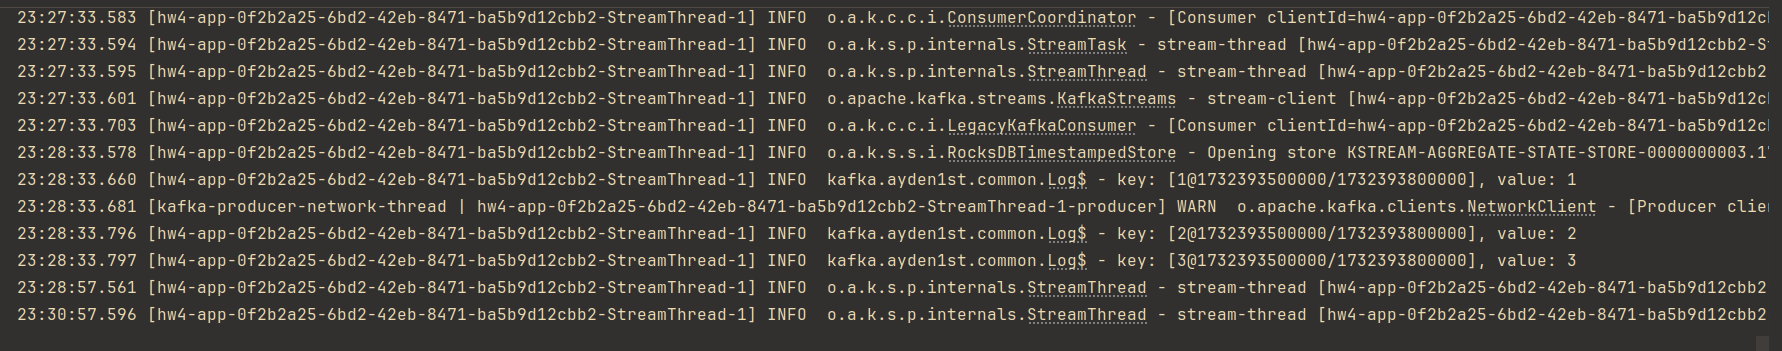 23:27:33.583 [hw4-app-0f2b2a25-6bd2-42eb-8471-ba5b9d12cbb2-StreamThread-1] INFO  o.a.k.c.c.i.ConsumerCoordinator - [Consumer clientId=hw4-app-0f2b2a25-6bd2-42eb-8471-ba5b9d12cb
23:27:33.594 [hw4-app-0f2b2a25-6bd2-42eb-8471-ba5b9d12cbb2-StreamThread-1] INFO  o.a.k.s.p.internals.StreamTask - stream-thread [hw4-app-0f2b2a25-6bd2-42eb-8471-ba5b9d12cbb2-St
23:27:33.595 [hw4-app-0f2b2a25-6bd2-42eb-8471-ba5b9d12cbb2-StreamThread-1] INFO  o.a.k.s.p.internals.StreamThread - stream-thread [hw4-app-0f2b2a25-6bd2-42eb-8471-ba5b9d12cbb2
23:27:33.601 [hw4-app-0f2b2a25-6bd2-42eb-8471-ba5b9d12cbb2-StreamThread-1] INFO  o.apache.kafka.streams.KafkaStreams - stream-client [hw4-app-0f2b2a25-6bd2-42eb-8471-ba5b9d12cb
23:27:33.703 [hw4-app-0f2b2a25-6bd2-42eb-8471-ba5b9d12cbb2-StreamThread-1] INFO  o.a.k.c.c.i.LegacyKafkaConsumer - [Consumer clientId=hw4-app-0f2b2a25-6bd2-42eb-8471-ba5b9d12cb
23:28:33.578 [hw4-app-0f2b2a25-6bd2-42eb-8471-ba5b9d12cbb2-StreamThread-1] INFO  o.a.k.s.s.i.RocksDBTimestampedStore - Opening store KSTREAM-AGGREGATE-STATE-STORE-0000000003.17
23:28:33.660 [hw4-app-0f2b2a25-6bd2-42eb-8471-ba5b9d12cbb2-StreamThread-1] INFO  kafka.ayden1st.common.Log$ - key: [1@1732393500000/1732393800000], value: 1
23:28:33.681 [kafka-producer-network-thread | hw4-app-0f2b2a25-6bd2-42eb-8471-ba5b9d12cbb2-StreamThread-1-producer] WARN  o.apache.kafka.clients.NetworkClient - [Producer clien
23:28:33.796 [hw4-app-0f2b2a25-6bd2-42eb-8471-ba5b9d12cbb2-StreamThread-1] INFO  kafka.ayden1st.common.Log$ - key: [2@1732393500000/1732393800000], value: 2
23:28:33.797 [hw4-app-0f2b2a25-6bd2-42eb-8471-ba5b9d12cbb2-StreamThread-1] INFO  kafka.ayden1st.common.Log$ - key: [3@1732393500000/1732393800000], value: 3
23:28:57.561 [hw4-app-0f2b2a25-6bd2-42eb-8471-ba5b9d12cbb2-StreamThread-1] INFO  o.a.k.s.p.internals.StreamThread - stream-thread [hw4-app-0f2b2a25-6bd2-42eb-8471-ba5b9d12cbb2
23:30:57.596 [hw4-app-0f2b2a25-6bd2-42eb-8471-ba5b9d12cbb2-StreamThread-1] INFO  o.a.k.s.p.internals.StreamThread - stream-thread [hw4-app-0f2b2a25-6bd2-42eb-8471-ba5b9d12cbb2